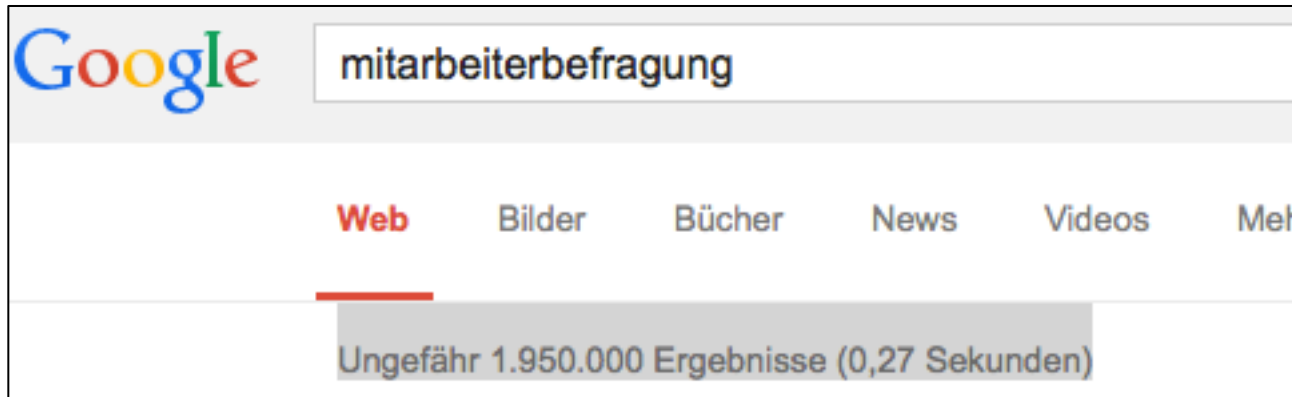 Google mitarbeiterbefragung
Web Bilder Bücher News Videos
Ungefähr 1.950.000 Ergebnisse (0,27 Sekunden)